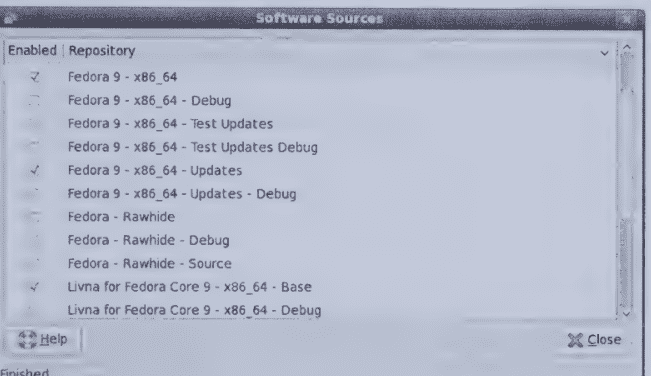 Software Sources
Enabled Repository
Fedora 9 - x86_64
Fedora 9 - x86_64 - Debug
Fedora 9 - x86_64 - Test Updates
Fedora 9 - x86_64 - Test Updates Debug
Fedora 9 - x86_64 - Updates
Fedora 9 - x86_64 - Updates - Debug
Fedora - Rawhide
Fedora - Rawhide - Debug
Fedora - Rawhide - Source
Livna for Fedora Core 9 - x86_64 - Base
Livna for Fedora Core 9 - x86_64 - Debug
Help Close
Finished